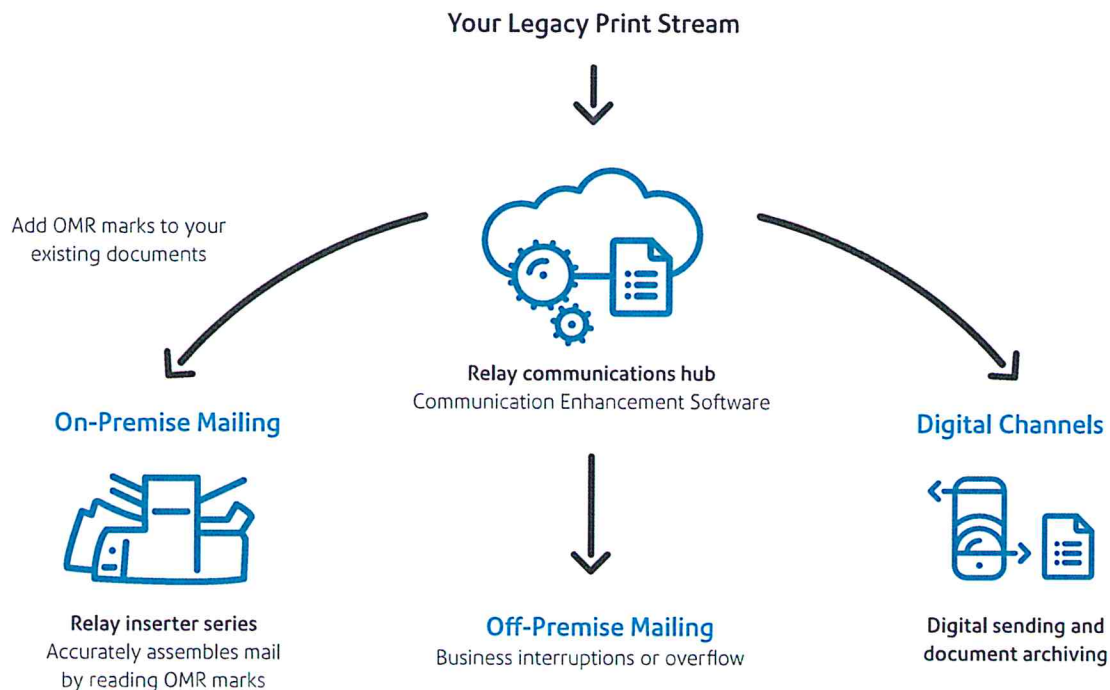 Your Legacy Print Stream
Add OMR marks to your
existing documents
Relay communications hub
Communication Enhancement Software
On-Premise Mailing
Relay inserter series
Accurately assembles mail
by reading OMR marks
Off-Premise Mailing
Business interruptions or overflow
Digital Channels
Digital sending and
document archiving